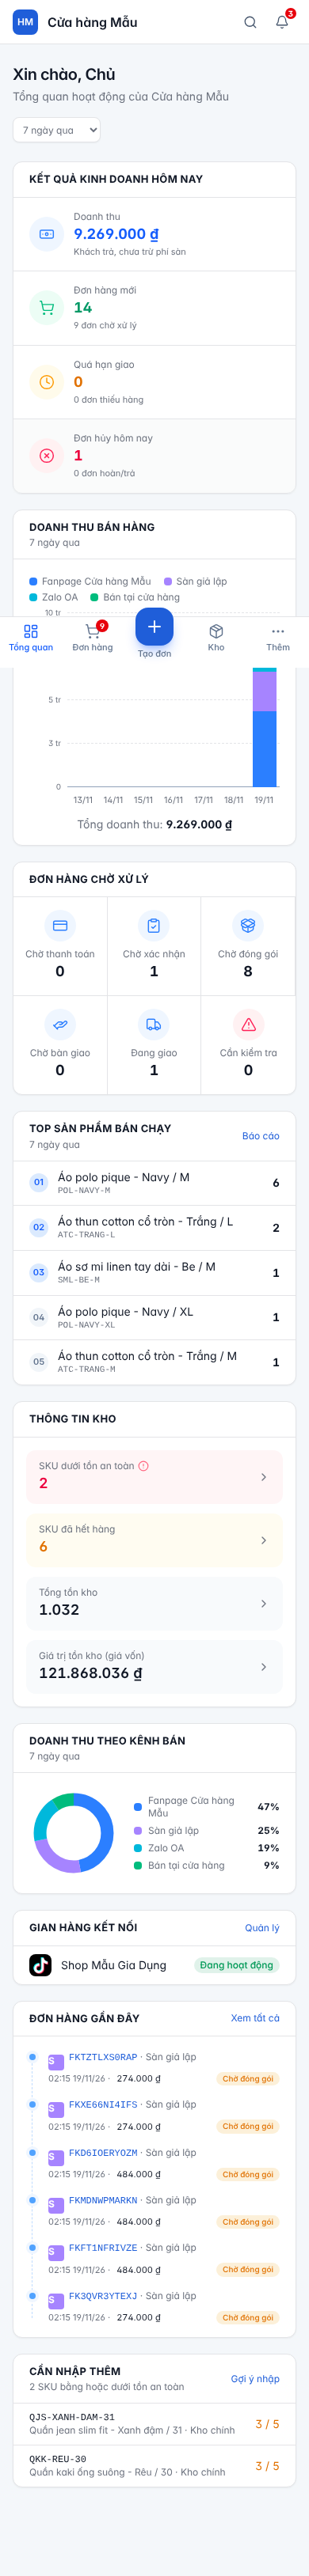 HM Cửa hàng Mẫu 3
Xin chào, Chủ
Tổng quan hoạt động của Cửa hàng Mẫu
7 ngày qua
KẾT QUẢ KINH DOANH HÔM NAY
Doanh thu
9.269.000 ₫
Khách trả, chưa trừ phí sàn
Đơn hàng mới
14
9 đơn chờ xử lý
Quá hạn giao
0
0 đơn thiếu hàng
Đơn hủy hôm nay
1
0 đơn hoàn/trả
DOANH THU BÁN HÀNG
7 ngày qua
Fanpage Cửa hàng Mẫu Sàn giả lập
Zalo OA Bán tại cửa hàng
10 tr
Tổng quan Đơn hàng 9 Tạo đơn Kho Thêm
5 tr
3 tr
0
13/11 14/11 15/11 16/11 17/11 18/11 19/11
Tổng doanh thu: 9.269.000 ₫
ĐƠN HÀNG CHỜ XỬ LÝ
Chờ thanh toán Chờ xác nhận Chờ đóng gói
0 1 8
Chờ bàn giao Đang giao Cần kiểm tra
0 1 0
TOP SẢN PHẨM BÁN CHẠY
7 ngày qua
Báo cáo
01 Áo polo pique - Navy / M 6
POL-NAVY-M
02 Áo thun cotton cổ tròn - Trắng / L 2
ATC-TRANG-L
03 Áo sơ mi linen tay dài - Be / M 1
SML-BE-M
04 Áo polo pique - Navy / XL 1
POL-NAVY-XL
05 Áo thun cotton cổ tròn - Trắng / M 1
ATC-TRANG-M
THÔNG TIN KHO
SKU dưới tồn an toàn
2
SKU đã hết hàng
6
Tổng tồn kho
1.032
Giá trị tồn kho (giá vốn)
121.868.036 ₫
DOANH THU THEO KÊNH BÁN
7 ngày qua
Fanpage Cửa hàng Mẫu 47%
Sàn giả lập 25%
Zalo OA 19%
Bán tại cửa hàng 9%
GIAN HÀNG KẾT NỐI Quản lý
Shop Mẫu Gia Dụng Đang hoạt động
ĐƠN HÀNG GẦN ĐÂY Xem tất cả
S FKTZTLXS0RAP · Sàn giả lập
02:15 19/11/26 · 274.000 ₫ Chờ đóng gói
S FKXE66NI4IFS · Sàn giả lập
02:15 19/11/26 · 274.000 ₫ Chờ đóng gói
S FKD6IOERYOZM · Sàn giả lập
02:15 19/11/26 · 484.000 ₫ Chờ đóng gói
S FKMDNWPMARKN · Sàn giả lập
02:15 19/11/26 · 484.000 ₫ Chờ đóng gói
S FKFT1NFRIVZE · Sàn giả lập
02:15 19/11/26 · 484.000 ₫ Chờ đóng gói
S FK3QVR3YTEXJ · Sàn giả lập
02:15 19/11/26 · 274.000 ₫ Chờ đóng gói
CẦN NHẬP THÊM
2 SKU bằng hoặc dưới tồn an toàn
Gợi ý nhập
QJS-XANH-DAM-31
Quần jean slim fit - Xanh đậm / 31 · Kho chính 3 / 5
QKK-REU-30
Quần kaki ống suông - Rêu / 30 · Kho chính 3 / 5